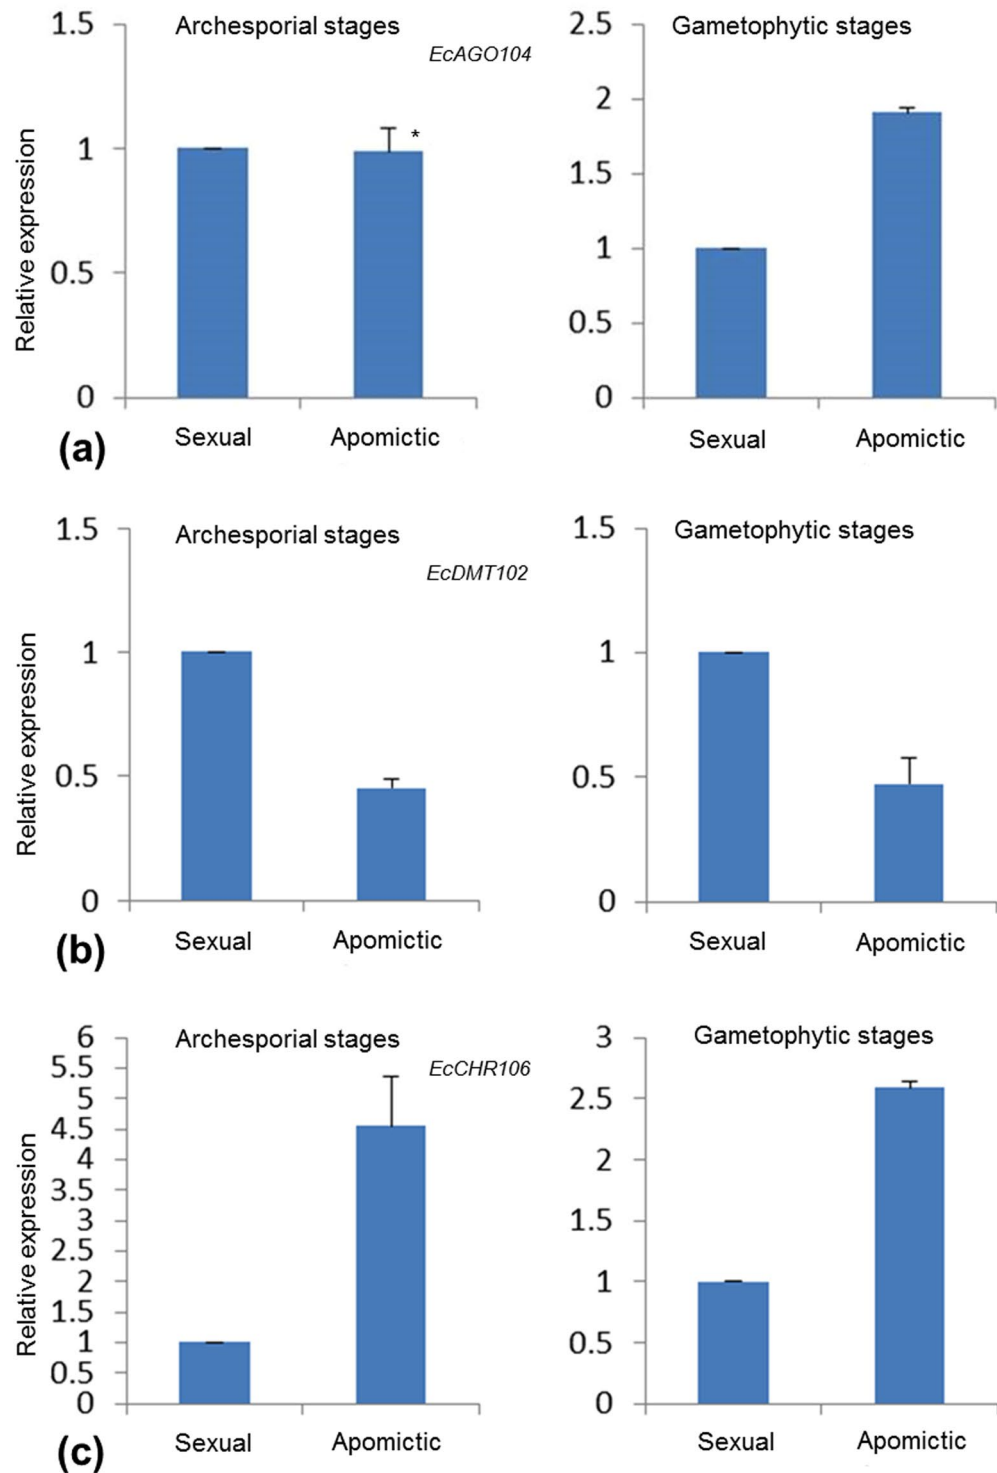 Archesporial stages
EcAGO104
Relative expression
1.5
1
0.5
0
Sexual
Apomictic
Gametophytic stages
2.5
2
1.5
1
0.5
0
Sexual
Apomictic
(a)
Archesporial stages
EcDMT102
Relative expression
1.5
1
0.5
0
Sexual
Apomictic
Gametophytic stages
1.5
1
0.5
0
Sexual
Apomictic
(b)
Archesporial stages
EcCHR106
Relative expression
6
5.5
5
4.5
4
3.5
3
2.5
2
1.5
1
0.5
0
Sexual
Apomictic
Gametophytic stages
3
2.5
2
1.5
1
0.5
0
Sexual
Apomictic
(c)
*